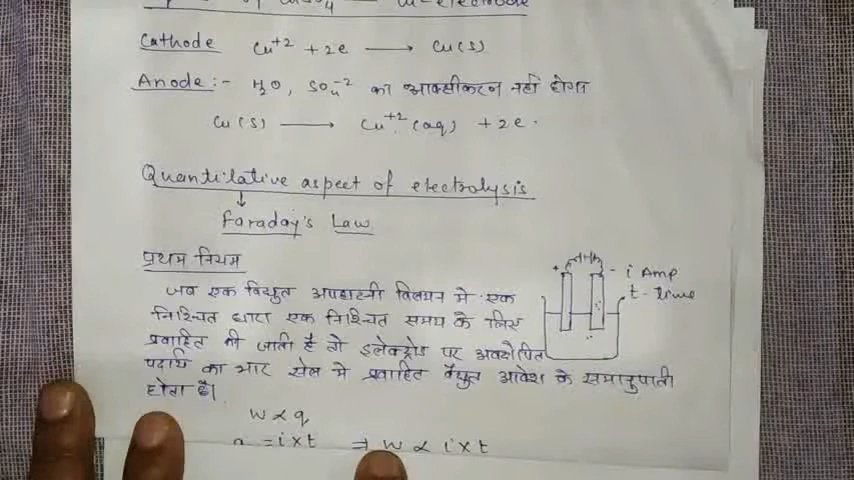 Cathode Cu+2 + 2e ⟶ Cu(s)
Anode :- H2O, SO4-2 का आक्सीकरण नहीं होगा
Cu(s) ⟶ Cu+2 (aq) + 2e-
Quantilative aspect of electrolysis
↓
Faraday's Law
प्रथम नियम
+ - i Amp
t - time
जब एक विद्युत अपघटनी विलयन मे एक
निश्चित धारा एक निश्चित समय के लिए
प्रवाहित की जाती है तो इलेक्ट्रोड पर अवक्षेपित
पदार्थ का भार सेल मे प्रवाहित वैद्युत आवेश के समानुपाती
होता है।
W ∝ q
= i × t ⇒ W ∝ i × t